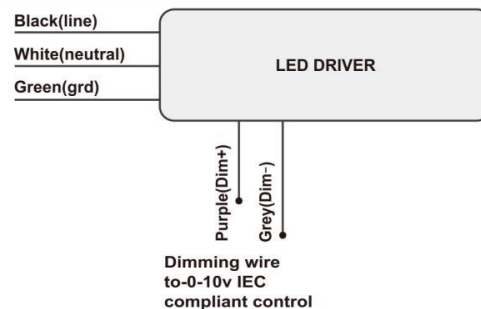 Black(line)
White(neutral)
Green(grd)
LED DRIVER
Purple(Dim+)
Grey(Dim-)
Dimming wire
to-0-10v IEC
compliant control